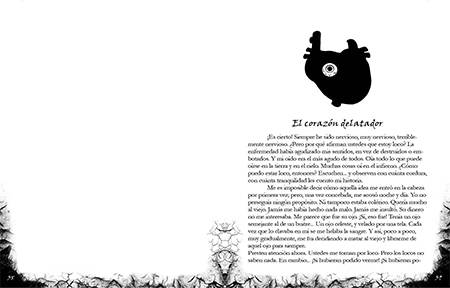 El corazón delatador
¡Es cierto! Siempre he sido nervioso, muy nervioso, terrible-
mente nervioso. ¿Pero por qué afirman ustedes que estoy loco? La
enfermedad había agudizado mis sentidos, en vez de destruirlos o em-
botarlos. Y mi oído era el más agudo de todos. Oía todo lo que puede
oírse en la tierra y en el cielo. Muchas cosas oí en el infierno. ¿Cómo
puedo estar loco, entonces? Escuchen... y observen con cuánta cordura,
con cuánta tranquilidad les cuento mi historia.
Me es imposible decir cómo aquella idea me entró en la cabeza
por primera vez; pero, una vez concebida, me acosó noche y día. Yo no
perseguía ningún propósito. Ni tampoco estaba colérico. Quería mucho
al viejo. Jamás me había hecho nada malo. Jamás me insultó. Su dinero
no me interesaba. Me parece que fue su ojo. ¡Sí, eso fue! Tenía un ojo
semejante al de un buitre... Un ojo celeste, y velado por una tela. Cada
vez que lo clavaba en mí se me helaba la sangre. Y así, poco a poco,
muy gradualmente, me fui decidiendo a matar al viejo y librarme de
aquel ojo para siempre.
Presten atención ahora. Ustedes me toman por loco. Pero los locos no
saben nada. En cambio... ¡Si hubieran podido verme! ¡Si hubieran po-